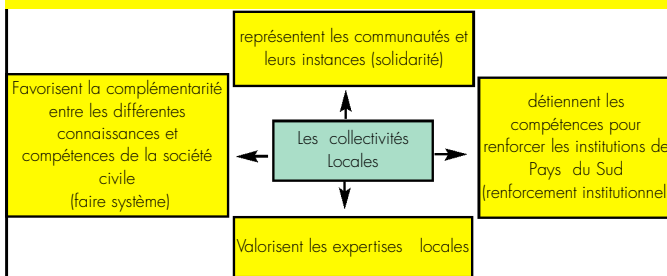 représentent les communautés et
leurs instances (solidarité)
Favorisent la complémentarité
entre les différentes
connaissances et
compétences de la société
civile
(faire système)
Les collectivités
Locales
détiennent les
compétences pour
renforcer les institutions de
Pays du Sud
(renforcement institutionnel
Valorisent les expertises locales